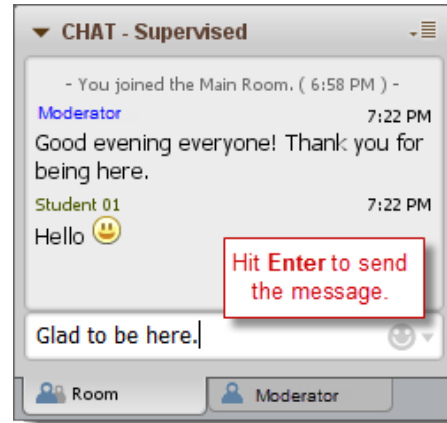 CHAT - Supervised
- You joined the Main Room. ( 6:58 PM ) -
Moderator 7:22 PM
Good evening everyone! Thank you for
being here.
Student 01 7:22 PM
Hello
Hit Enter to send
the message.
Glad to be here.
Room Moderator